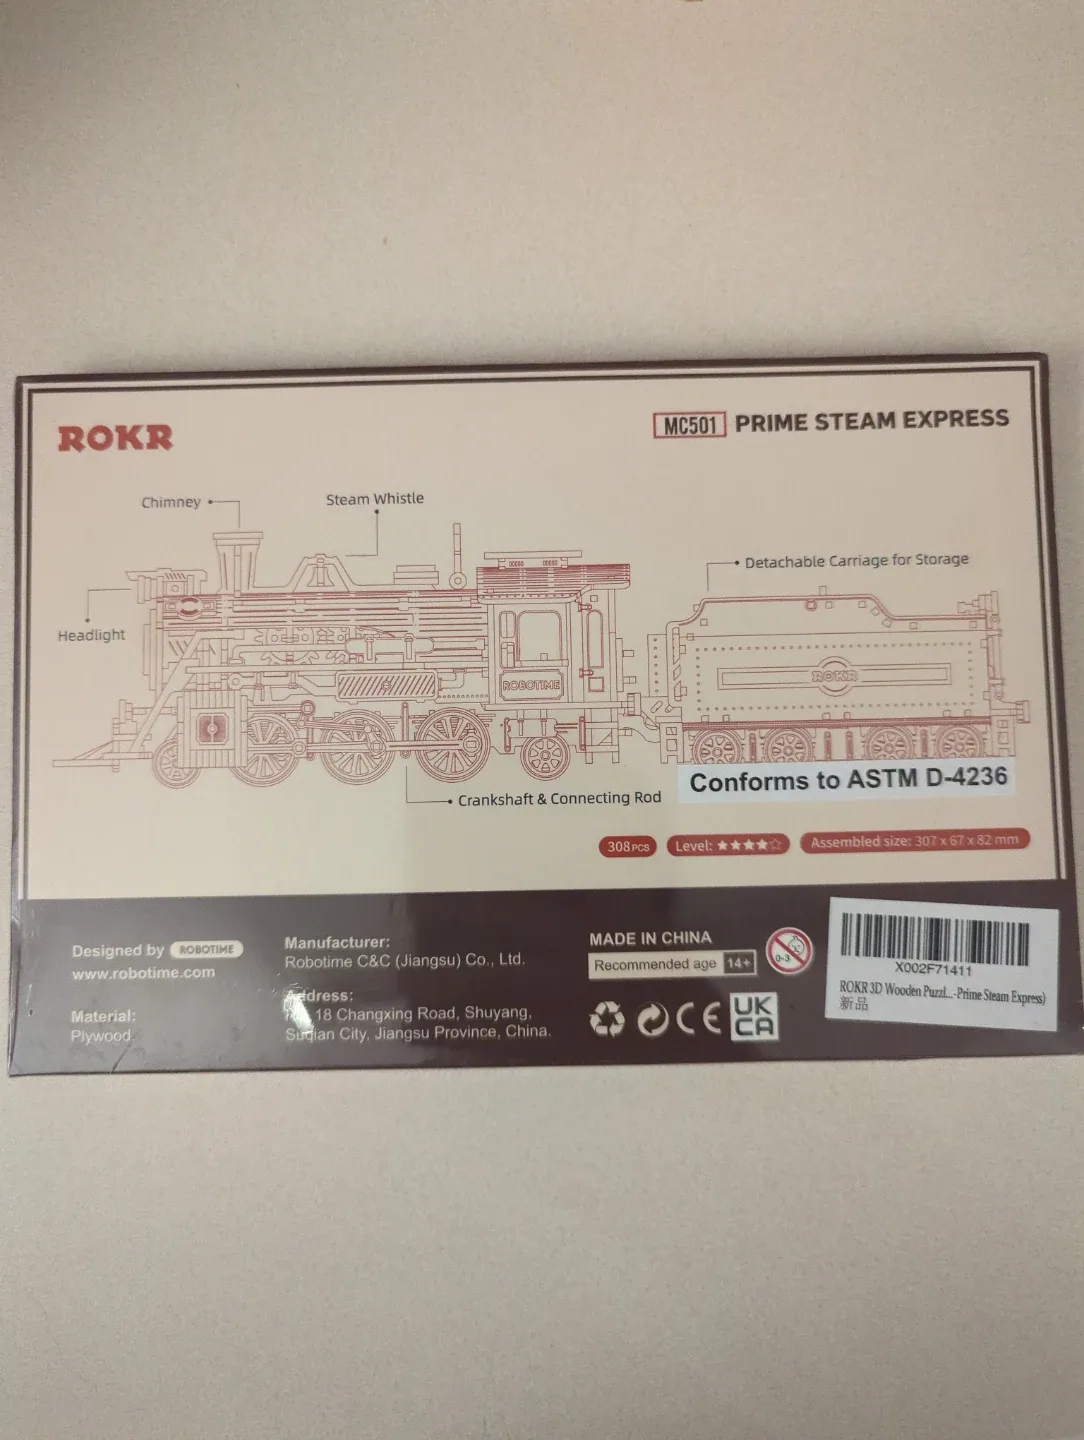 ROKR
MC501 PRIME STEAM EXPRESS
Chimney
Steam Whistle
Detachable Carriage for Storage
Headlight
ROBOTIME
ROKR
Crankshaft & Connecting Rod
Conforms to ASTM D-4236
308PCS
Level: ★★★★☆
Assembled size: 307 x 67 x 82 mm
Designed by ROBOTIME
www.robotime.com
Material:
Plywood.
Manufacturer:
Robotime C&C (Jiangsu) Co., Ltd.
Address:
18 Changxing Road, Shuyang,
Suqian City, Jiangsu Province, China.
MADE IN CHINA
Recommended age 14+
0-3
CE
UK
CA
X002F71411
ROKR 3D Wooden Puzzl...-Prime Steam Express)
新品